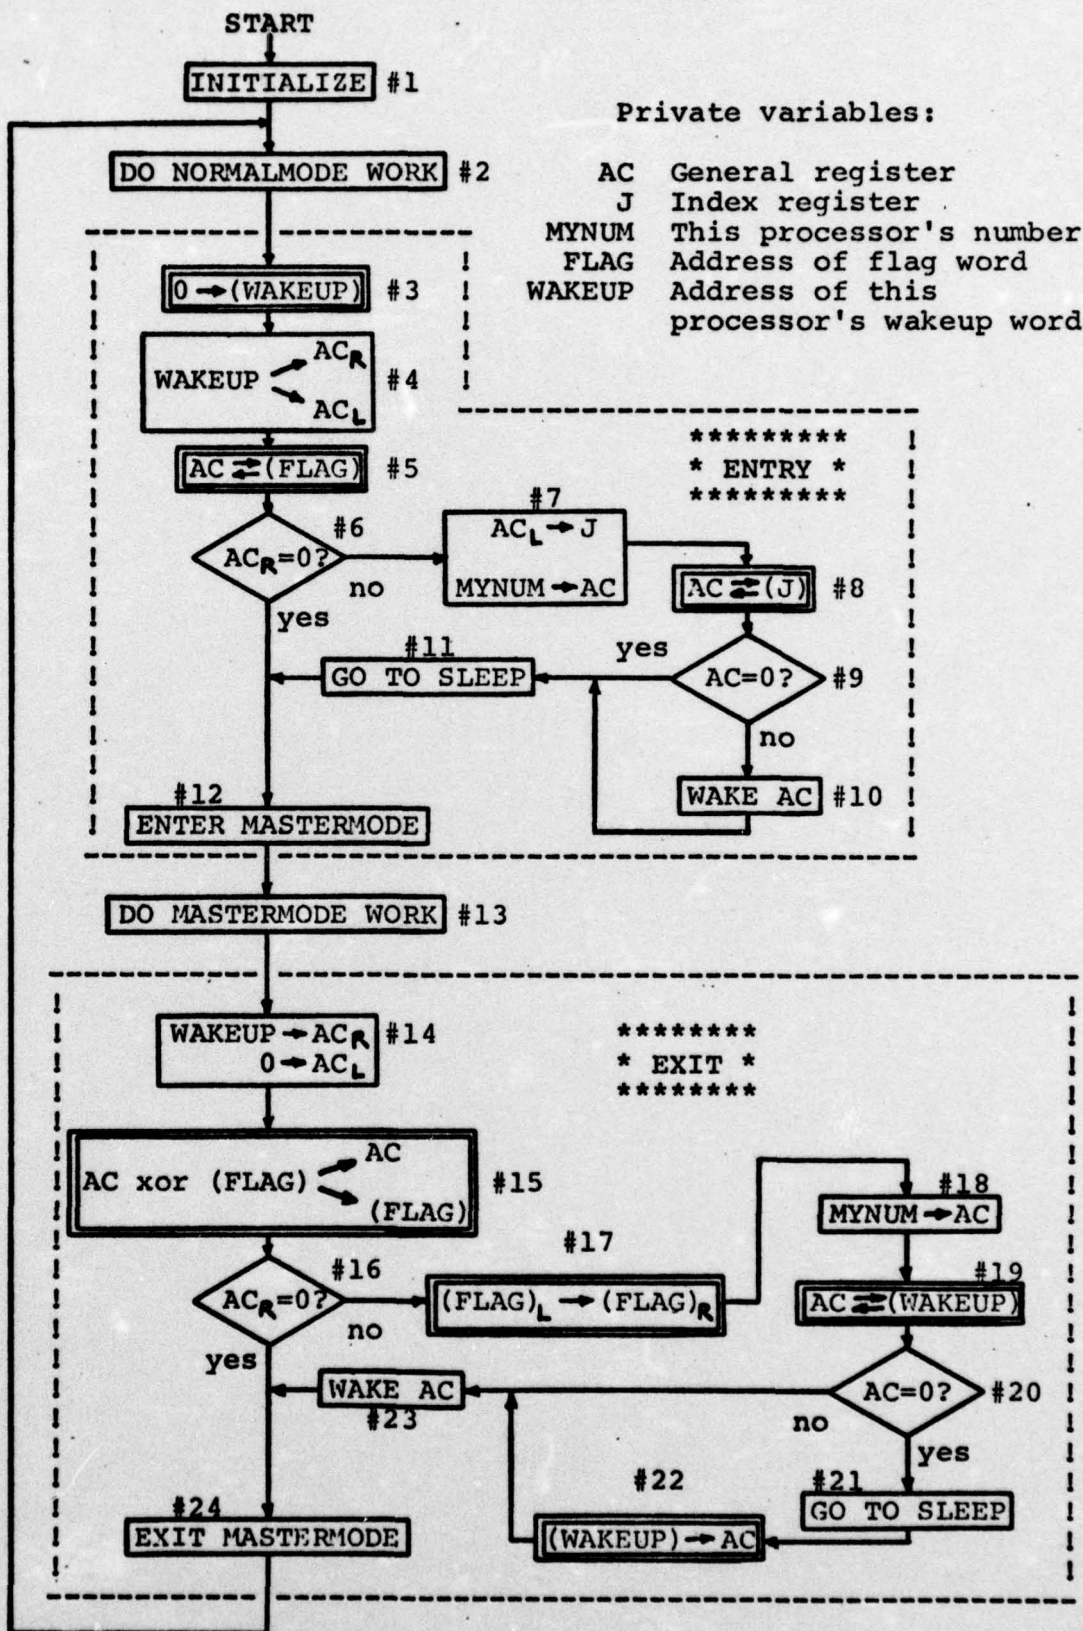 START
INITIALIZE #1
Private variables:
DO NORMALMODE WORK #2
AC General register
J Index register
MYNUM This processor's number
FLAG Address of flag word
WAKEUP Address of this
processor's wakeup word
0→(WAKEUP) #3
WAKEUP AC_R #4
AC_L
AC⇄(FLAG) #5
*********
* ENTRY *
*********
#6
AC_R=0?
no
yes
#7
AC_L→J
MYNUM→AC
AC⇄(J) #8
AC=0? #9
yes
no
WAKE AC #10
#11
GO TO SLEEP
#12
ENTER MASTERMODE
DO MASTERMODE WORK #13
WAKEUP→AC_R #14
0→AC_L
********
* EXIT *
********
AC xor (FLAG) AC
(FLAG) #15
#16
AC_R=0?
no
yes
#17
(FLAG)_L→(FLAG)_R
#18
MYNUM→AC
#19
AC⇄(WAKEUP)
AC=0? #20
no
yes
WAKE AC
#23
#21
GO TO SLEEP
#22
(WAKEUP)→AC
#24
EXIT MASTERMODE